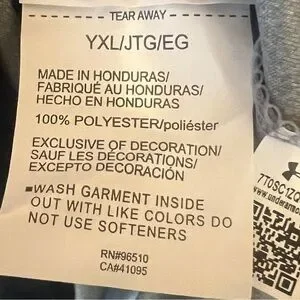 TEAR AWAY
YXL/JTG/EG
MADE IN HONDURAS/
FABRIQUÉ AU HONDURAS/
HECHO EN HONDURAS
100% POLYESTER/poliéster
EXCLUSIVE OF DECORATION/
SAUF LES DÉCORATIONS/
EXCEPTO DECORACIÓN
-WASH GARMENT INSIDE
OUT WITH LIKE COLORS DO
NOT USE SOFTENERS
RN#96510
CA#41095